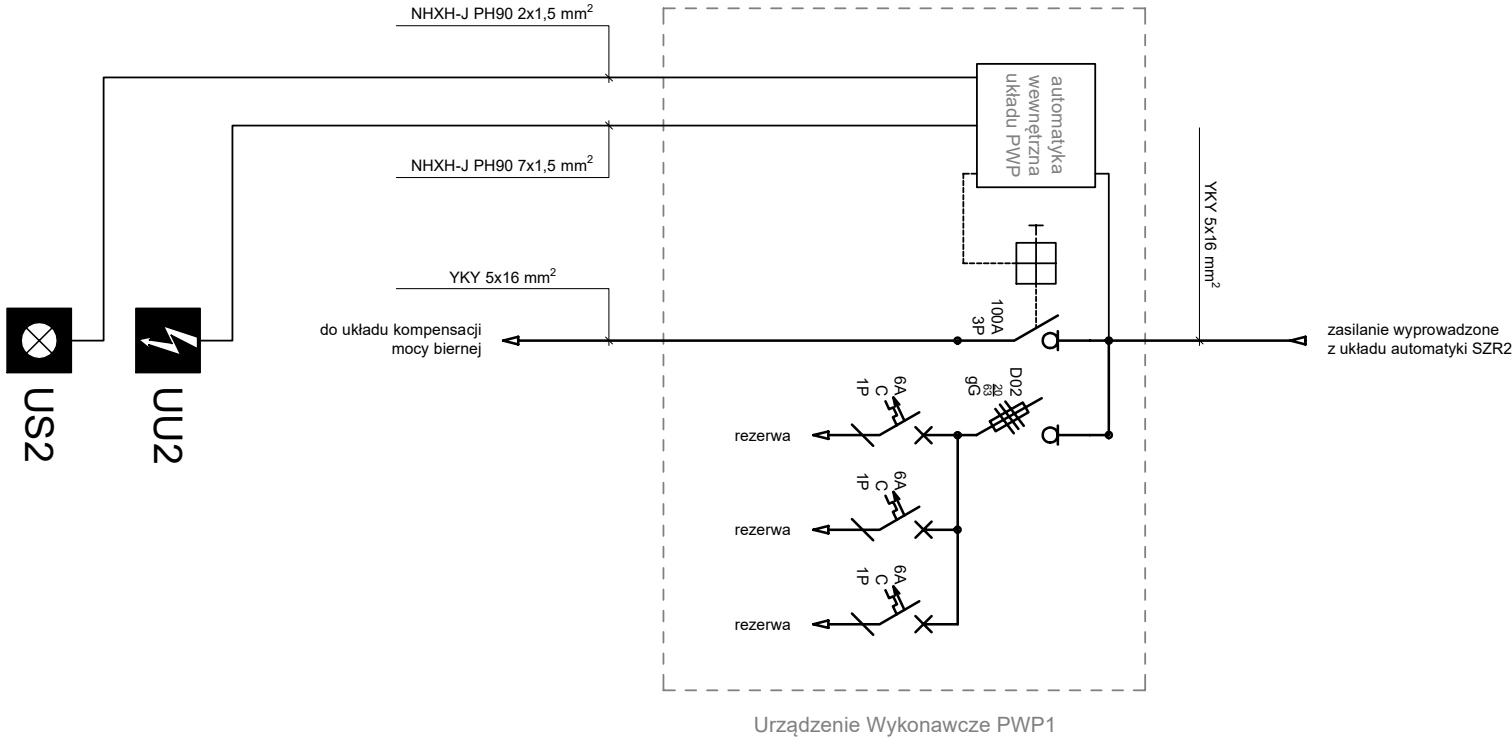 NHXH-J PH90 2x1,5 mm²
automatyka
wewnętrzna
układu PWP
NHXH-J PH90 7x1,5 mm²
YKY 5x16 mm²
YKY 5x16 mm²
100A
3P
do układu kompensacji
mocy biernej
zasilanie wyprowadzone
z układu automatyki SZR2
US2
UU2
D02
20
63
gG
6A
C
1P
rezerwa
6A
C
1P
rezerwa
6A
C
1P
rezerwa
Urządzenie Wykonawcze PWP1